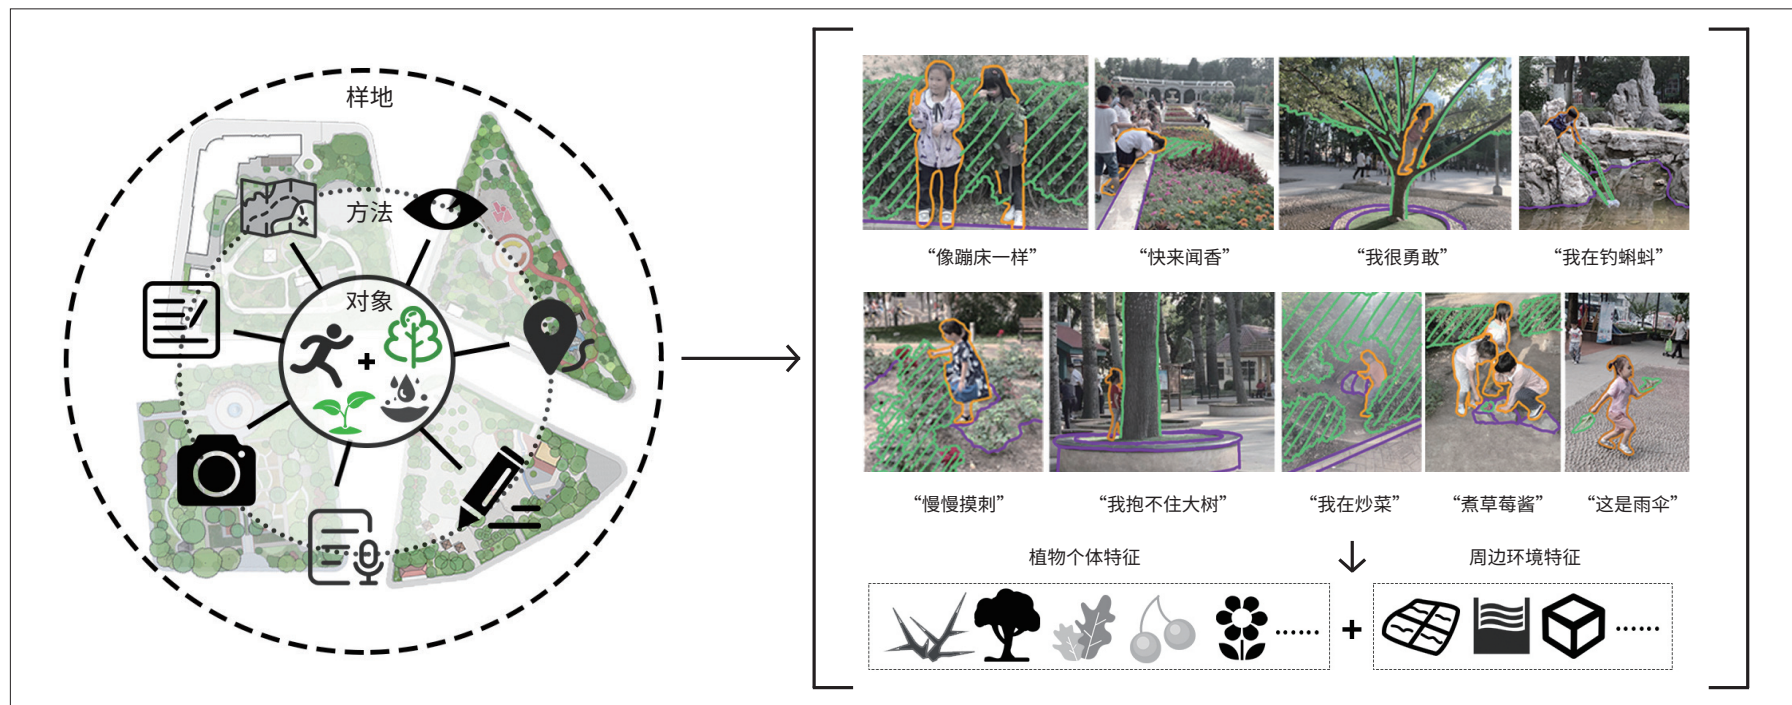 样地
方法
对象
“像蹦床一样” “快来闻香” “我很勇敢” “我在钓蝌蚪”
“慢慢摸刺” “我抱不住大树” “我在炒菜” “煮草莓酱” “这是雨伞”
植物个体特征 周边环境特征
…… + ……